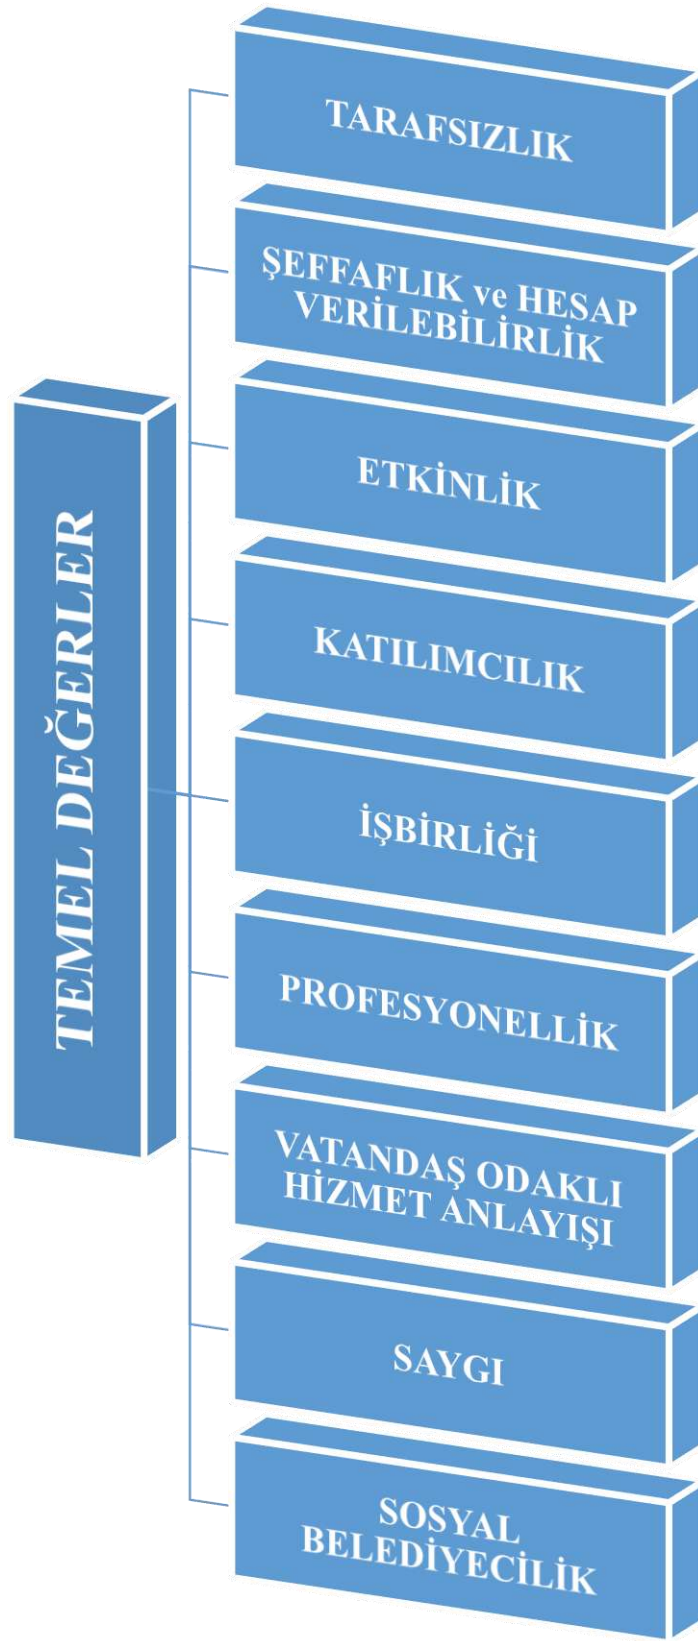 TEMEL DEĞERLER
TARAFSIZLIK
ŞEFFAFLIK ve HESAP
VERİLEBİLİRLİK
ETKİNLİK
KATILIMCILIK
İŞBİRLİĞİ
PROFESYONELLİK
VATANDAŞ ODAKLI
HİZMET ANLAYIŞI
SAYGI
SOSYAL
BELEDİYECİLİK